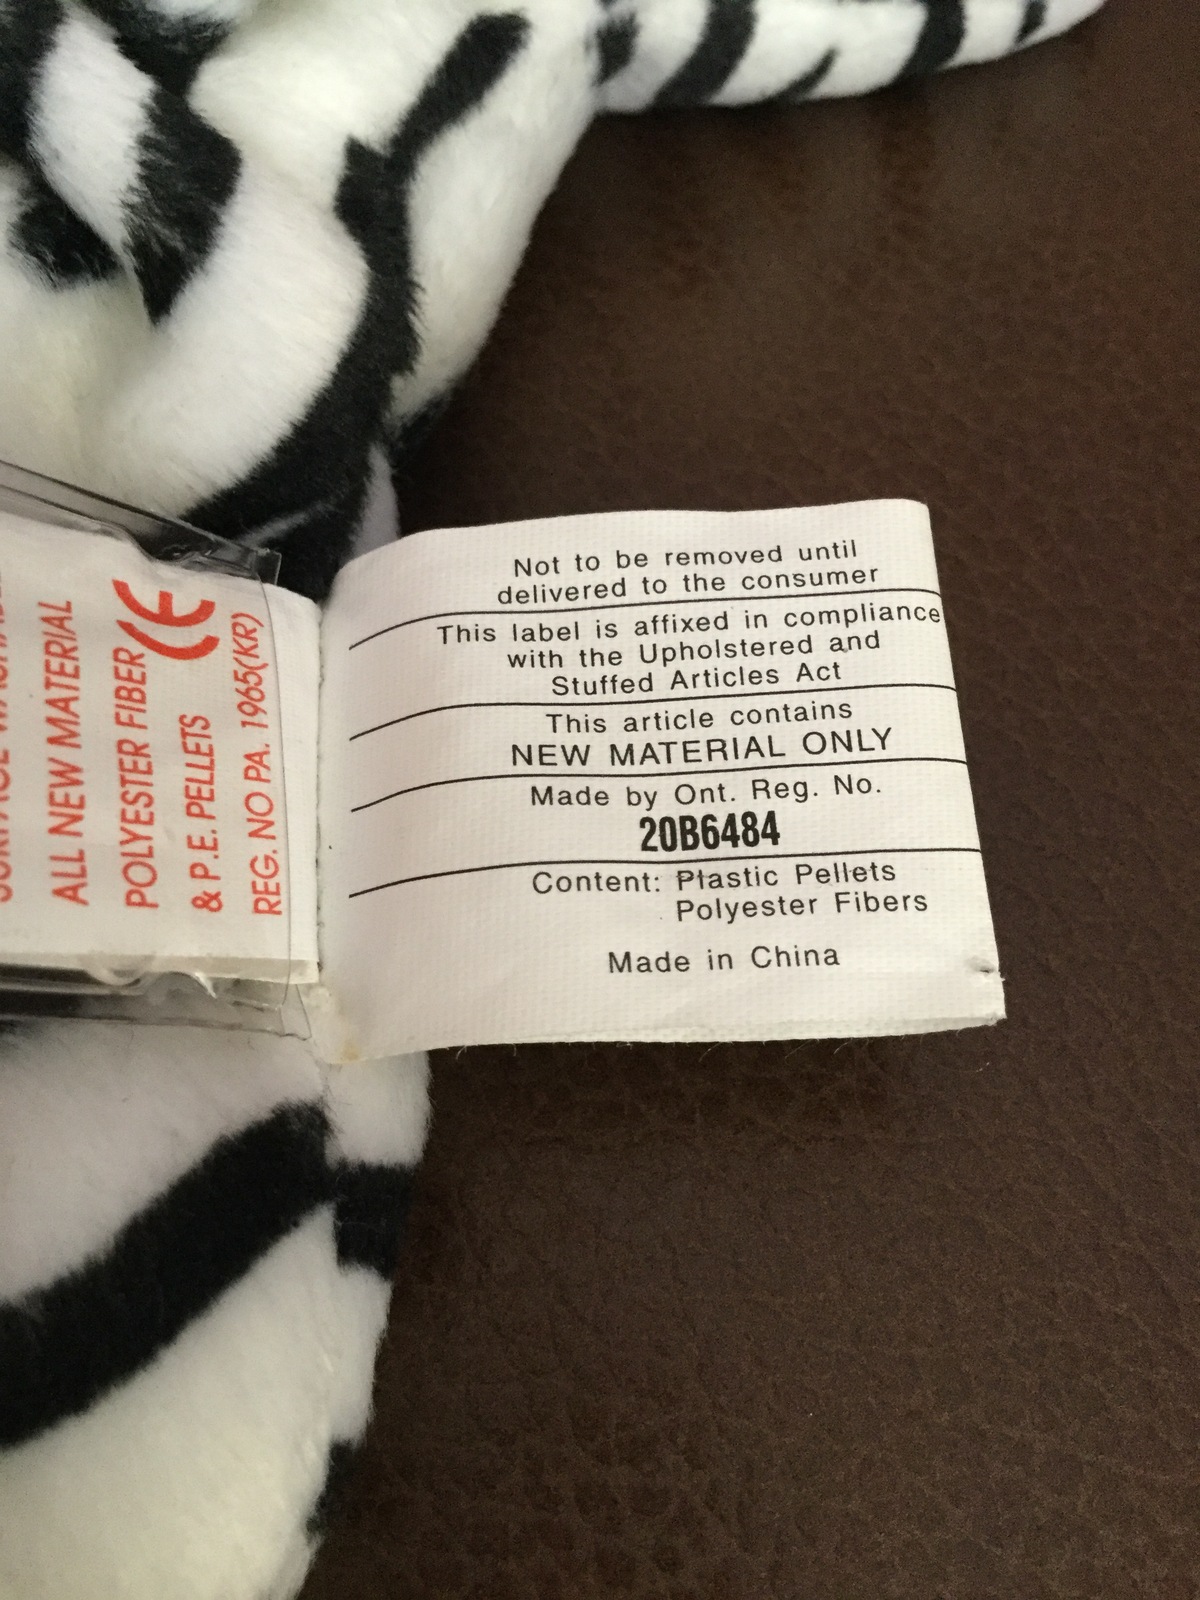 ALL NEW MATERIAL
POLYESTER FIBER
& P.E. PELLETS
REG. NO PA. 1965(KR)
CE
Not to be removed until
delivered to the consumer
This label is affixed in compliance
with the Upholstered and
Stuffed Articles Act
This article contains
NEW MATERIAL ONLY
Made by Ont. Reg. No.
20B6484
Content: Plastic Pellets
Polyester Fibers
Made in China